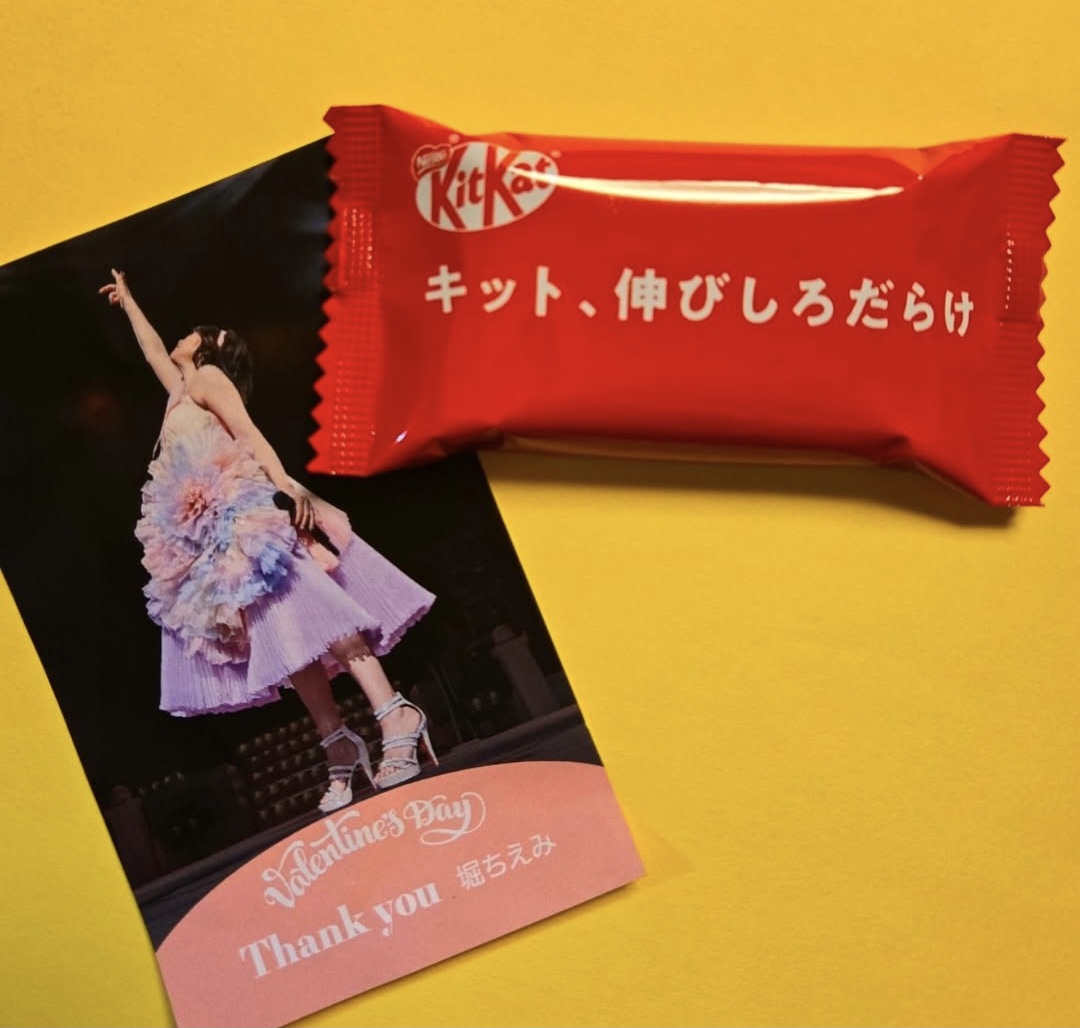 Nestlé
KitKat
キット、伸びしろだらけ
Valentine's Day
Thank you 堀ちえみ